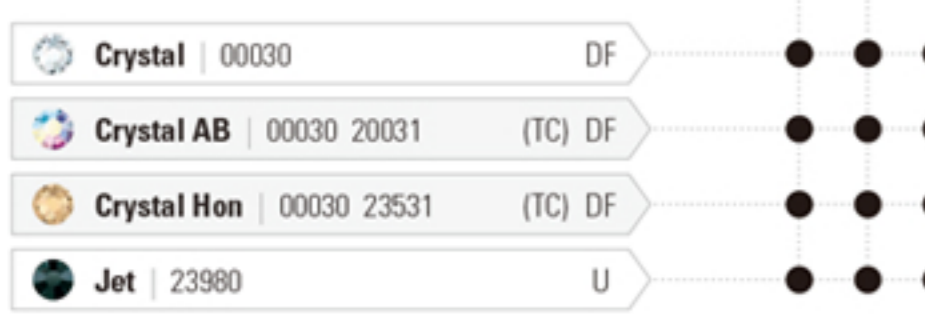 Crystal | 00030 DF
Crystal AB | 00030 20031 (TC) DF
Crystal Hon | 00030 23531 (TC) DF
Jet | 23980 U